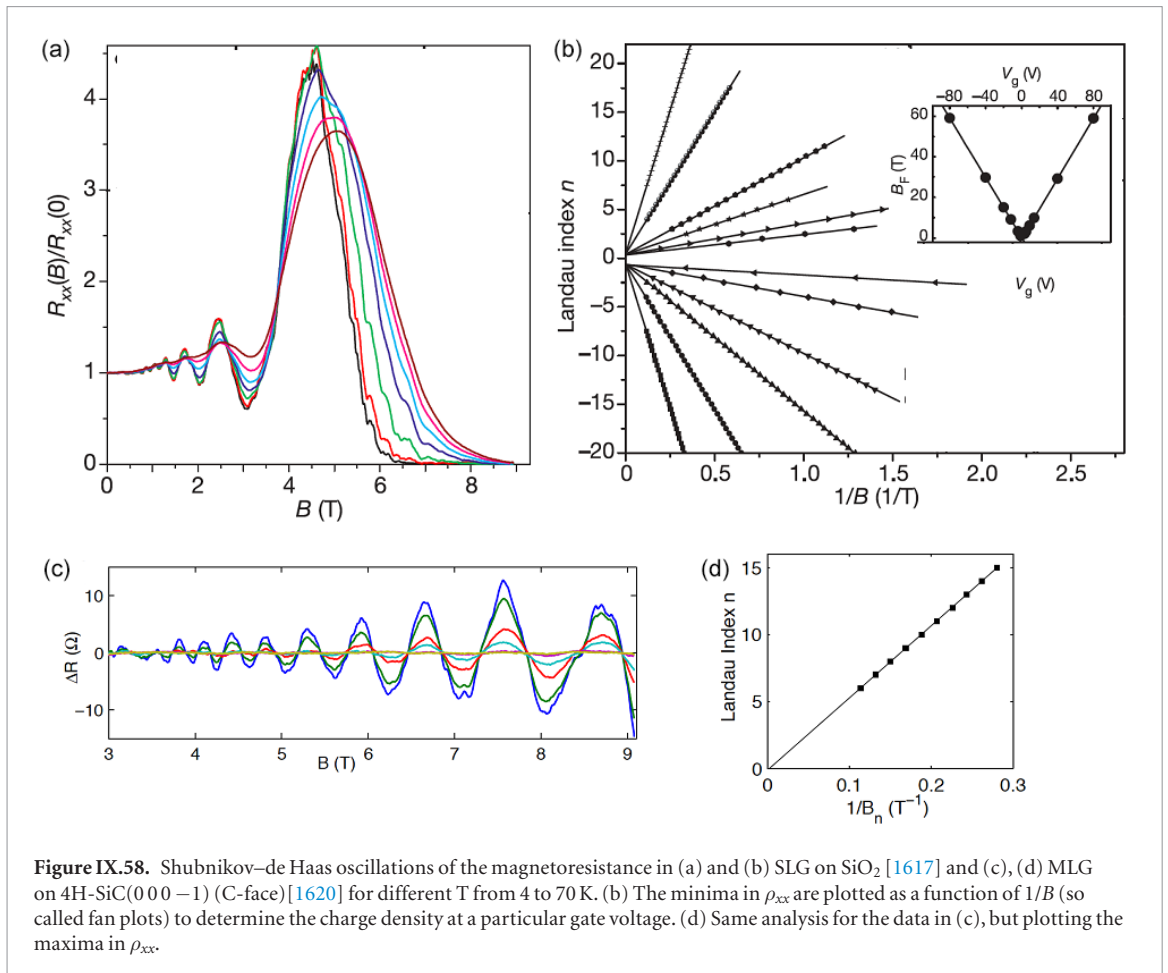 (a)
4
3
2
1
0
R_xx(B)/R_xx(0)
0 2 4 6 8
B (T)
(b)
20
15
10
5
0
−5
−10
−15
−20
Landau index n
0 0.5 1.0 1.5 2.0 2.5
1/B (1/T)
V_g (V)
−80 −40 0 40 80
60
40
20
0
B_F (T)
V_g (V)
(c)
10
0
−10
ΔR (Ω)
3 4 5 6 7 8 9
B (T)
(d)
15
10
5
0
Landau Index n
0 0.1 0.2 0.3
1/B_n (T⁻¹)
Figure IX.58. Shubnikov–de Haas oscillations of the magnetoresistance in (a) and (b) SLG on SiO₂ [1617] and (c), (d) MLG
on 4H-SiC(0 0 0 −1) (C-face)[1620] for different T from 4 to 70 K. (b) The minima in ρ_xx are plotted as a function of 1/B (so
called fan plots) to determine the charge density at a particular gate voltage. (d) Same analysis for the data in (c), but plotting the
maxima in ρ_xx.